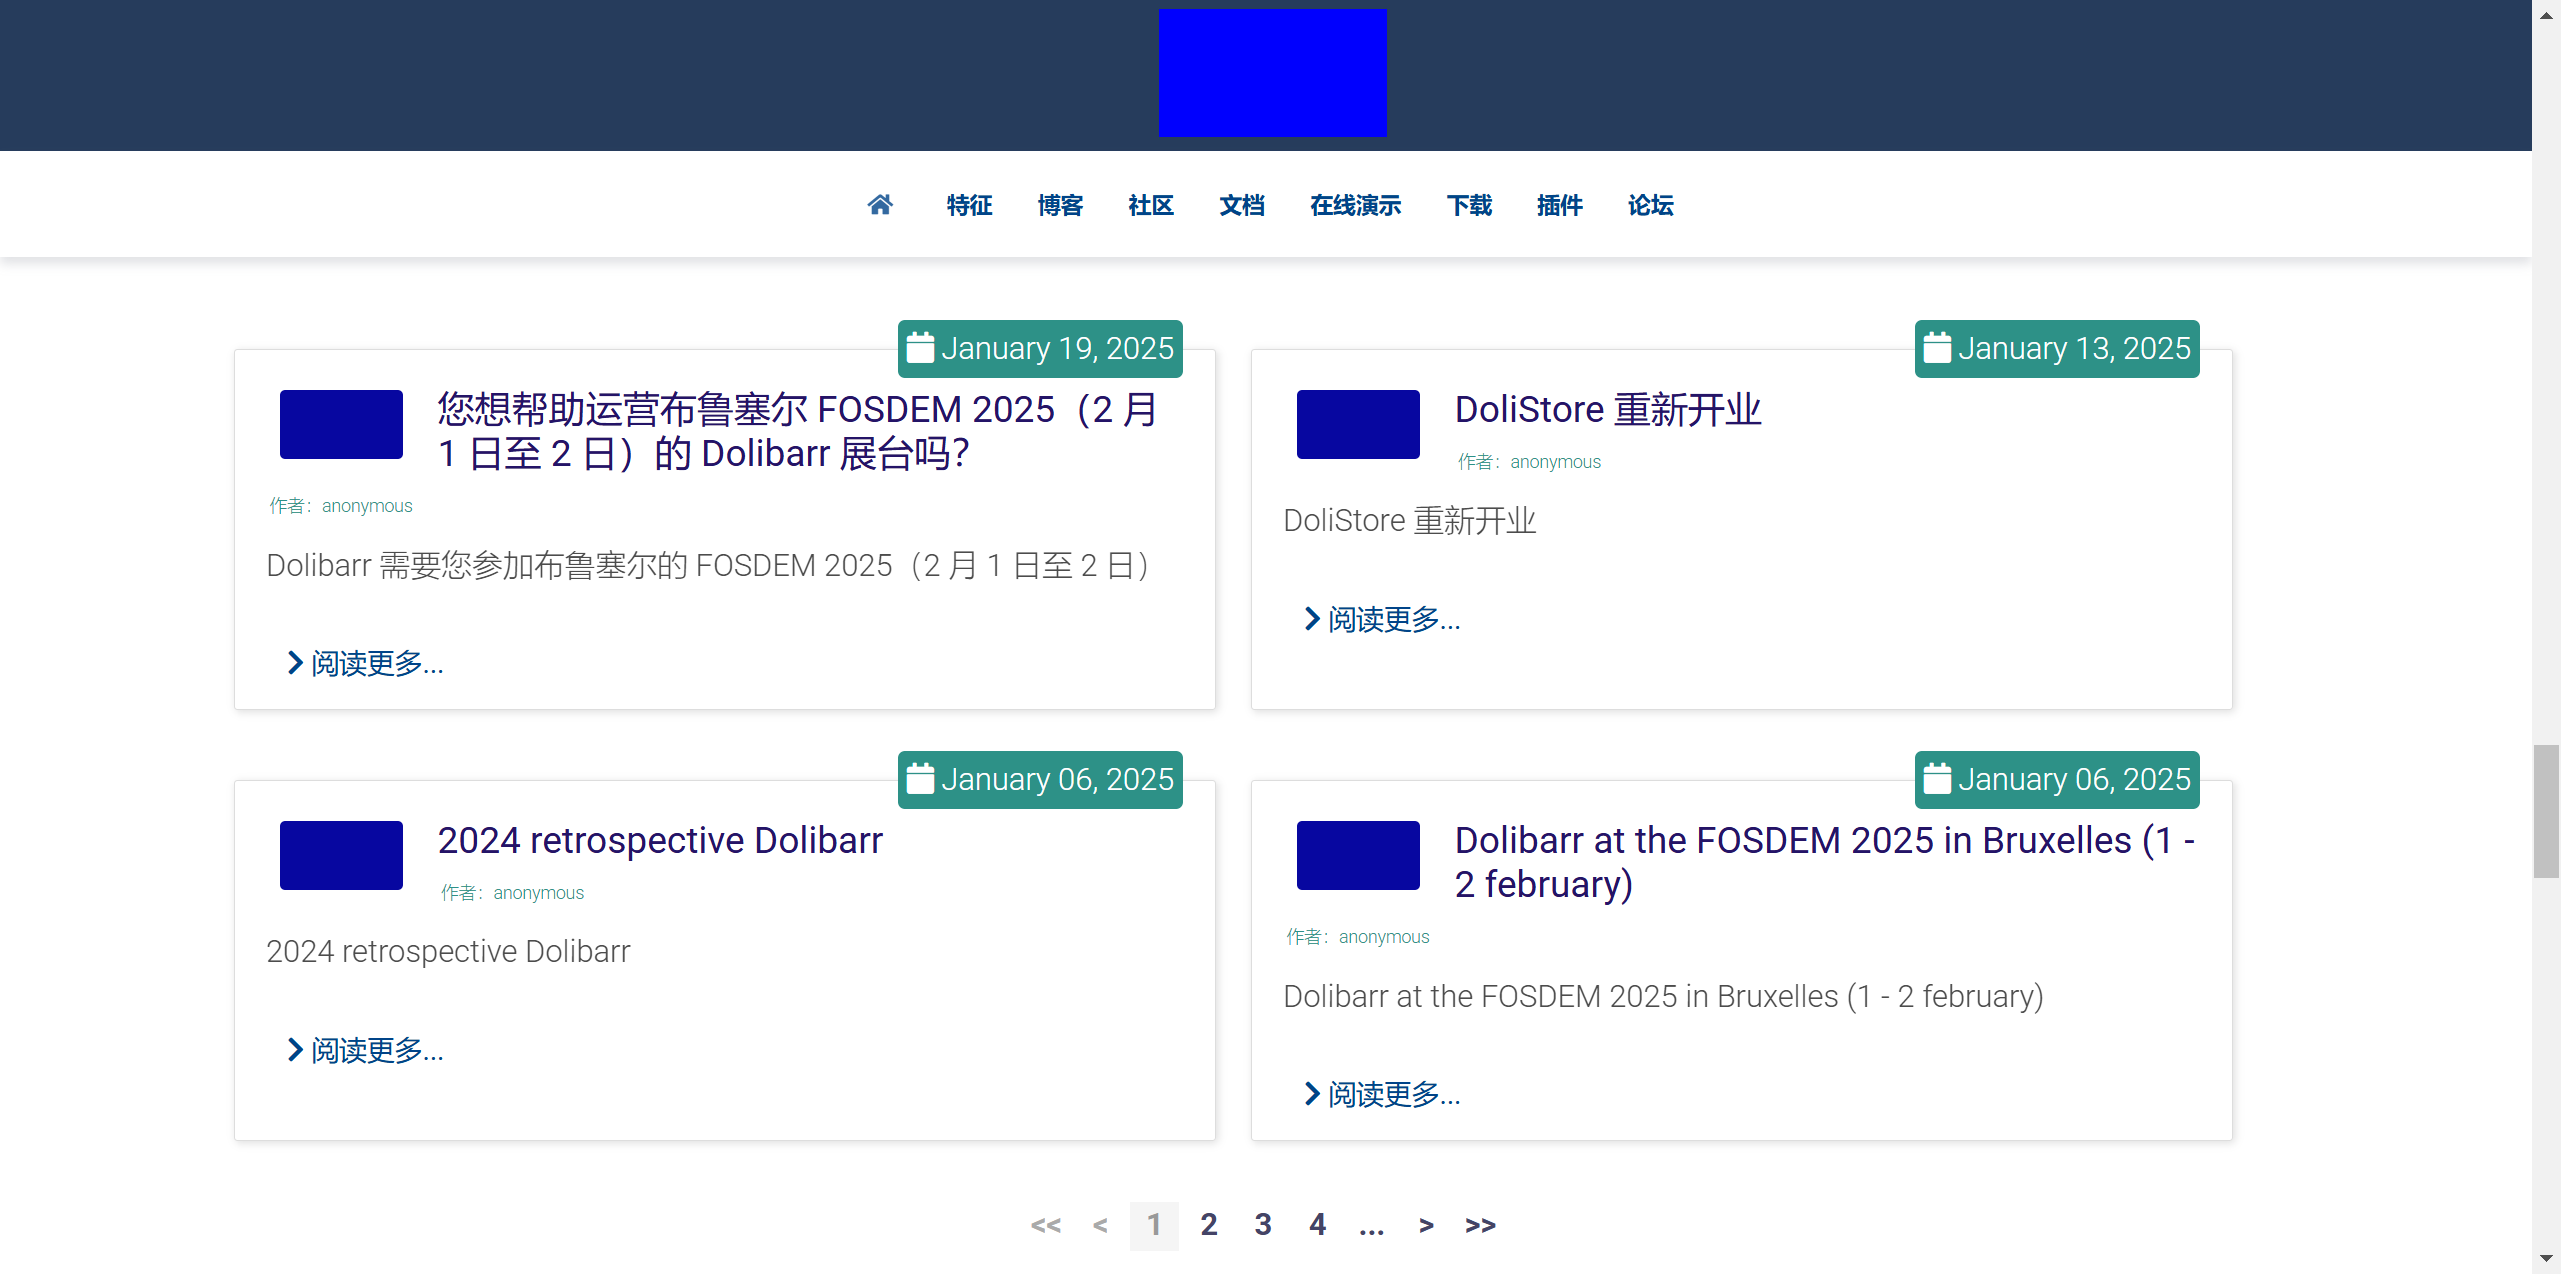 特征 博客 社区 文档 在线演示 下载 插件 论坛
January 19, 2025
您想帮助运营布鲁塞尔 FOSDEM 2025（2 月
1 日至 2 日）的 Dolibarr 展台吗？
作者：anonymous
Dolibarr 需要您参加布鲁塞尔的 FOSDEM 2025（2 月 1 日至 2 日）
阅读更多...
January 13, 2025
DoliStore 重新开业
作者：anonymous
DoliStore 重新开业
阅读更多...
January 06, 2025
2024 retrospective Dolibarr
作者：anonymous
2024 retrospective Dolibarr
阅读更多...
January 06, 2025
Dolibarr at the FOSDEM 2025 in Bruxelles (1 -
2 february)
作者：anonymous
Dolibarr at the FOSDEM 2025 in Bruxelles (1 - 2 february)
阅读更多...
<< < 1 2 3 4 ... > >>